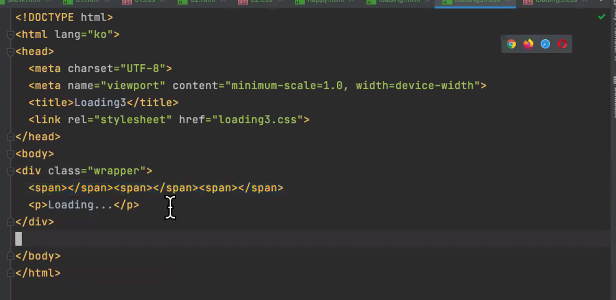 <!DOCTYPE html>
<html lang="ko">
<head>
<meta charset="UTF-8">
<meta name="viewport" content="minimum-scale=1.0, width=device-width">
<title>Loading3</title>
<link rel="stylesheet" href="loading3.css">
</head>
<body>
<div class="wrapper">
<span></span><span></span><span></span>
<p>Loading...</p>
</div>
</body>
</html>